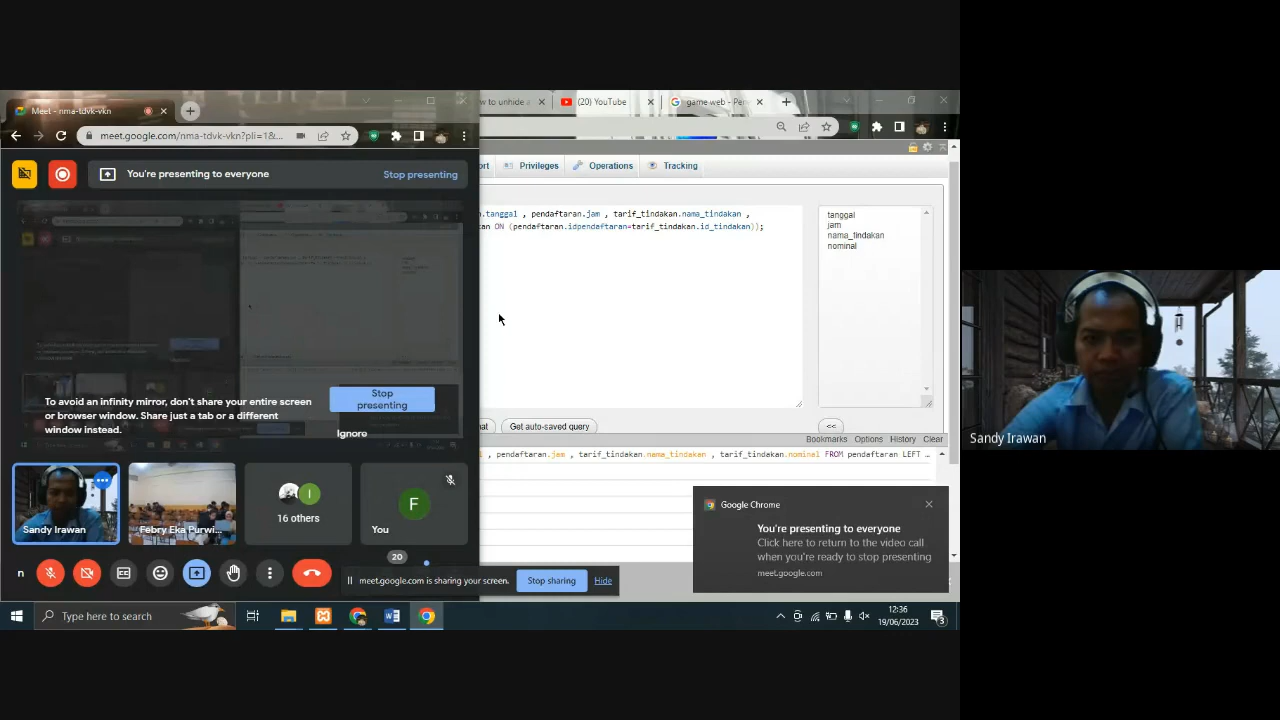 Meet - nma-tdvk-vkn
meet.google.com/nma-tdvk-vkn?pli=1&...
You're presenting to everyone
Stop presenting
To avoid an infinity mirror, don't share your entire screen
or browser window. Share just a tab or a different
window instead.
Stop
presenting
Ignore
Sandy Irawan
Febry Eka Purwi...
I
16 others
F
You
20
n
meet.google.com is sharing your screen.
Stop sharing
Hide
w to unhide a
(20) YouTube
game web - Pen
ort
Privileges
Operations
Tracking
n.tanggal , pendaftaran.jam , tarif_tindakan.nama_tindakan ,
kan ON (pendaftaran.idpendaftaran=tarif_tindakan.id_tindakan));
tanggal
jam
nama_tindakan
nominal
Get auto-saved query
<<
Bookmarks Options History Clear
, pendaftaran.jam , tarif_tindakan.nama_tindakan , tarif_tindakan.nominal FROM pendaftaran LEFT ...
Google Chrome
You're presenting to everyone
Click here to return to the video call
when you're ready to stop presenting
meet.google.com
Type here to search
12:36
19/06/2023
3
Sandy Irawan